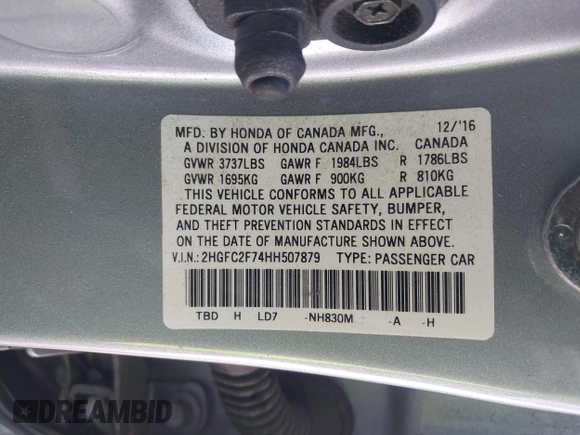 MFD. BY HONDA OF CANADA MFG., 12/'16
A DIVISION OF HONDA CANADA INC. CANADA
GVWR 3737LBS GAWR F 1984LBS R 1786LBS
GVWR 1695KG GAWR F 900KG R 810KG
THIS VEHICLE CONFORMS TO ALL APPLICABLE
FEDERAL MOTOR VEHICLE SAFETY, BUMPER,
AND THEFT PREVENTION STANDARDS IN EFFECT
ON THE DATE OF MANUFACTURE SHOWN ABOVE.
V.I.N.: 2HGFC2F74HH507879 TYPE: PASSENGER CAR
TBD H LD7 -NH830M -A -H
DREAMBID